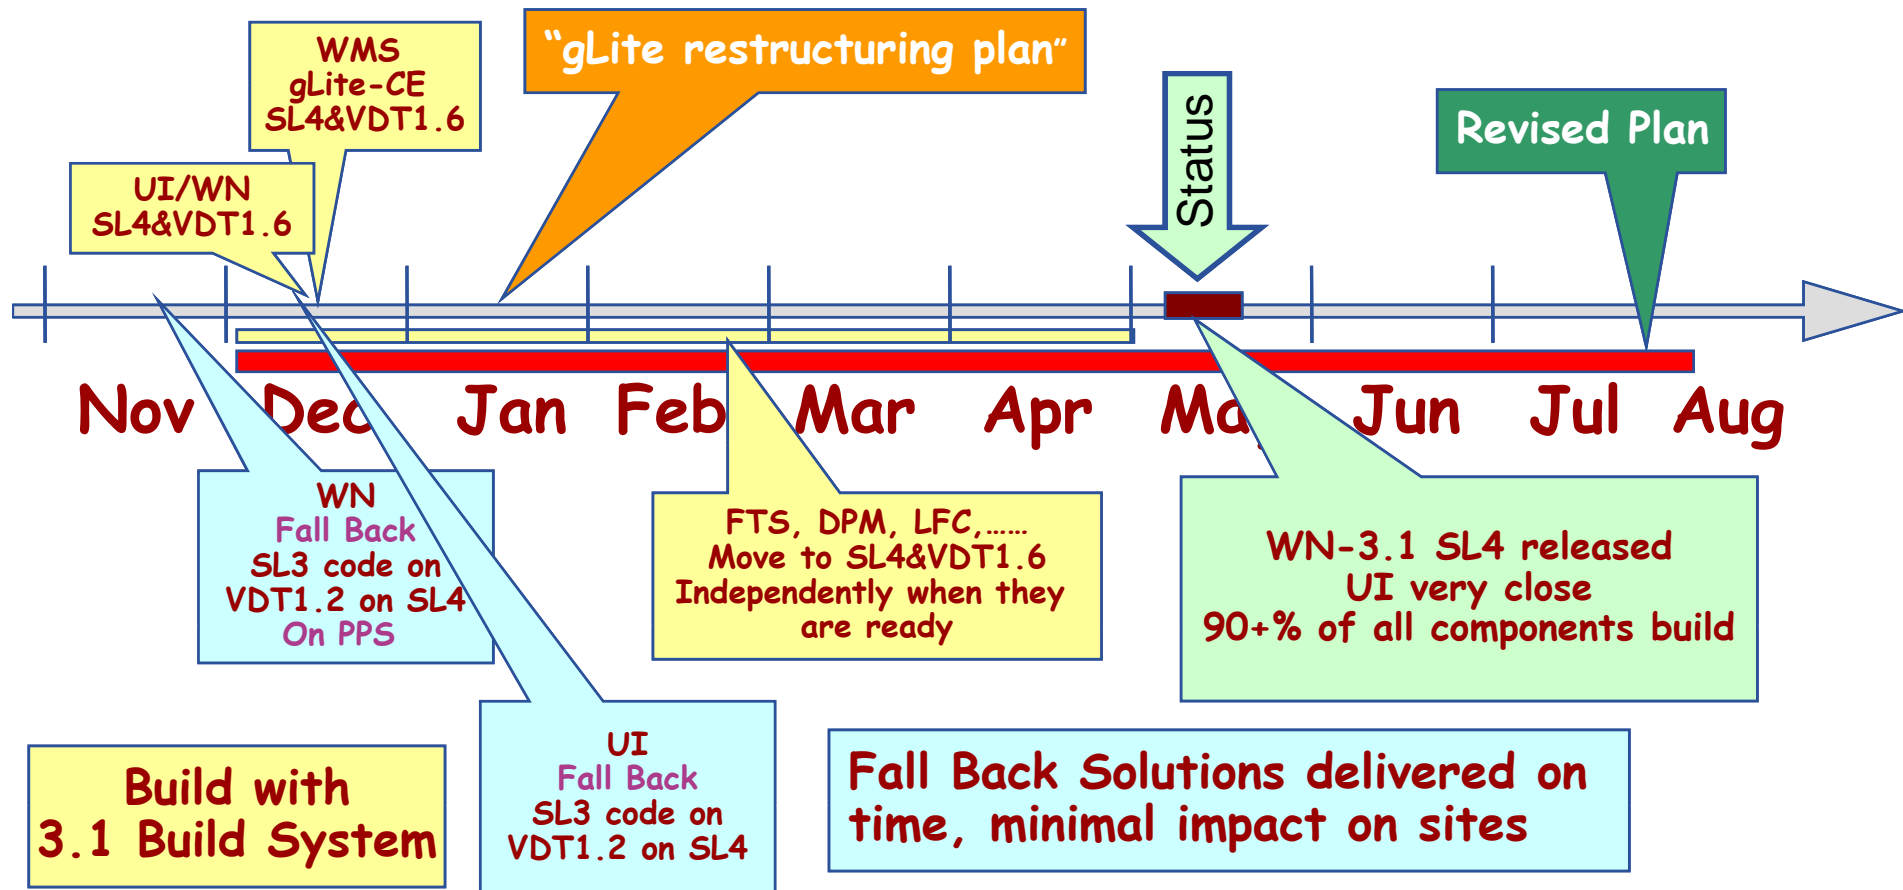 WMS
gLite-CE
SL4&VDT1.6
“gLite restructuring plan”
Status
Revised Plan
UI/WN
SL4&VDT1.6
Nov Dec Jan Feb Mar Apr May Jun Jul Aug
WN
Fall Back
SL3 code on
VDT1.2 on SL4
On PPS
FTS, DPM, LFC,……
Move to SL4&VDT1.6
Independently when they
are ready
WN-3.1 SL4 released
UI very close
90+% of all components build
UI
Fall Back
SL3 code on
VDT1.2 on SL4
Build with
3.1 Build System
Fall Back Solutions delivered on
time, minimal impact on sites